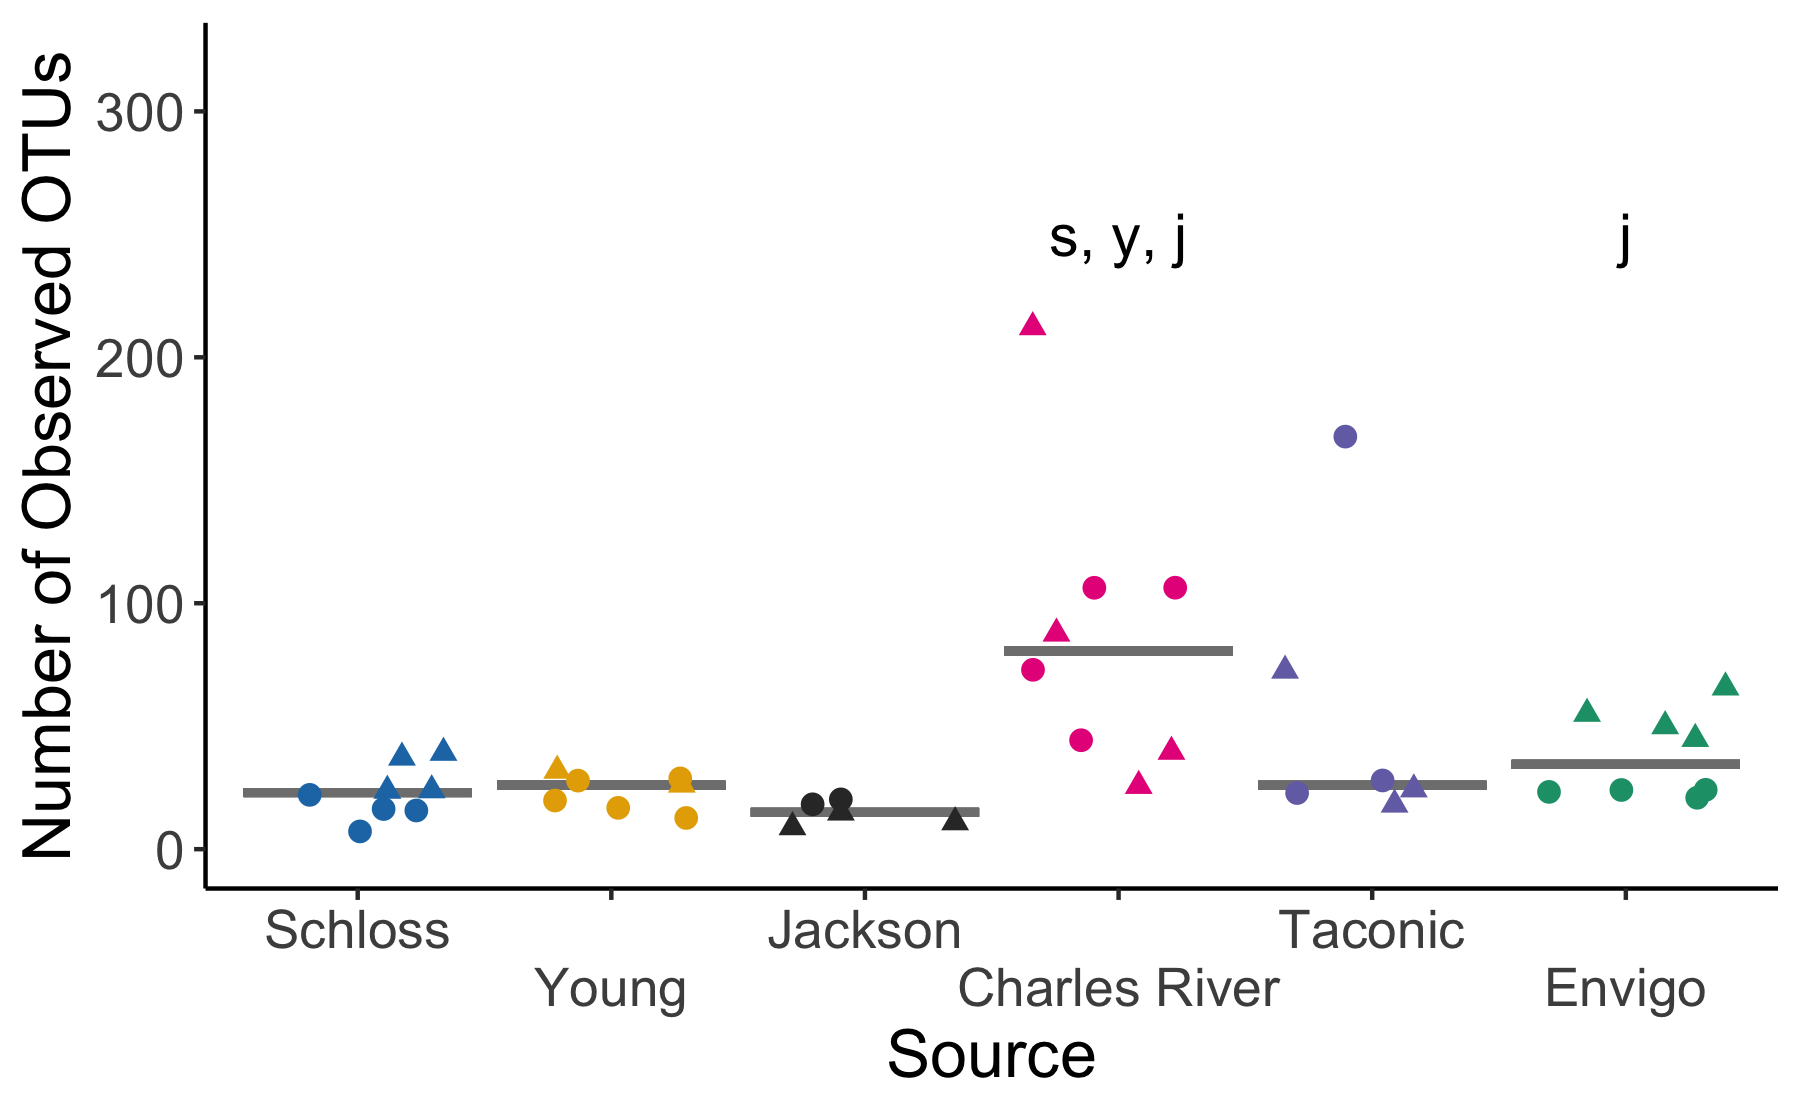 Number of Observed OTUs
300
200
100
0
s, y, j
j
Schloss
Jackson
Taconic
Young
Charles River
Envigo
Source